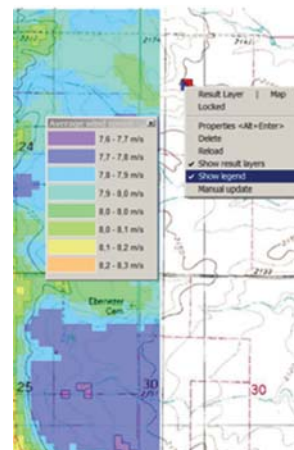 Result Layer | Map
Locked
Properties <Alt+Enter>
Delete
Reload
Show result layers
Show legend
Manual update
Average wind
7,6 - 7,7 m/s
7,7 - 7,8 m/s
7,8 - 7,9 m/s
7,9 - 8,0 m/s
8,0 - 8,0 m/s
8,0 - 8,1 m/s
8,1 - 8,2 m/s
8,2 - 8,3 m/s
24
Ebenezer
Cem
25
30
30